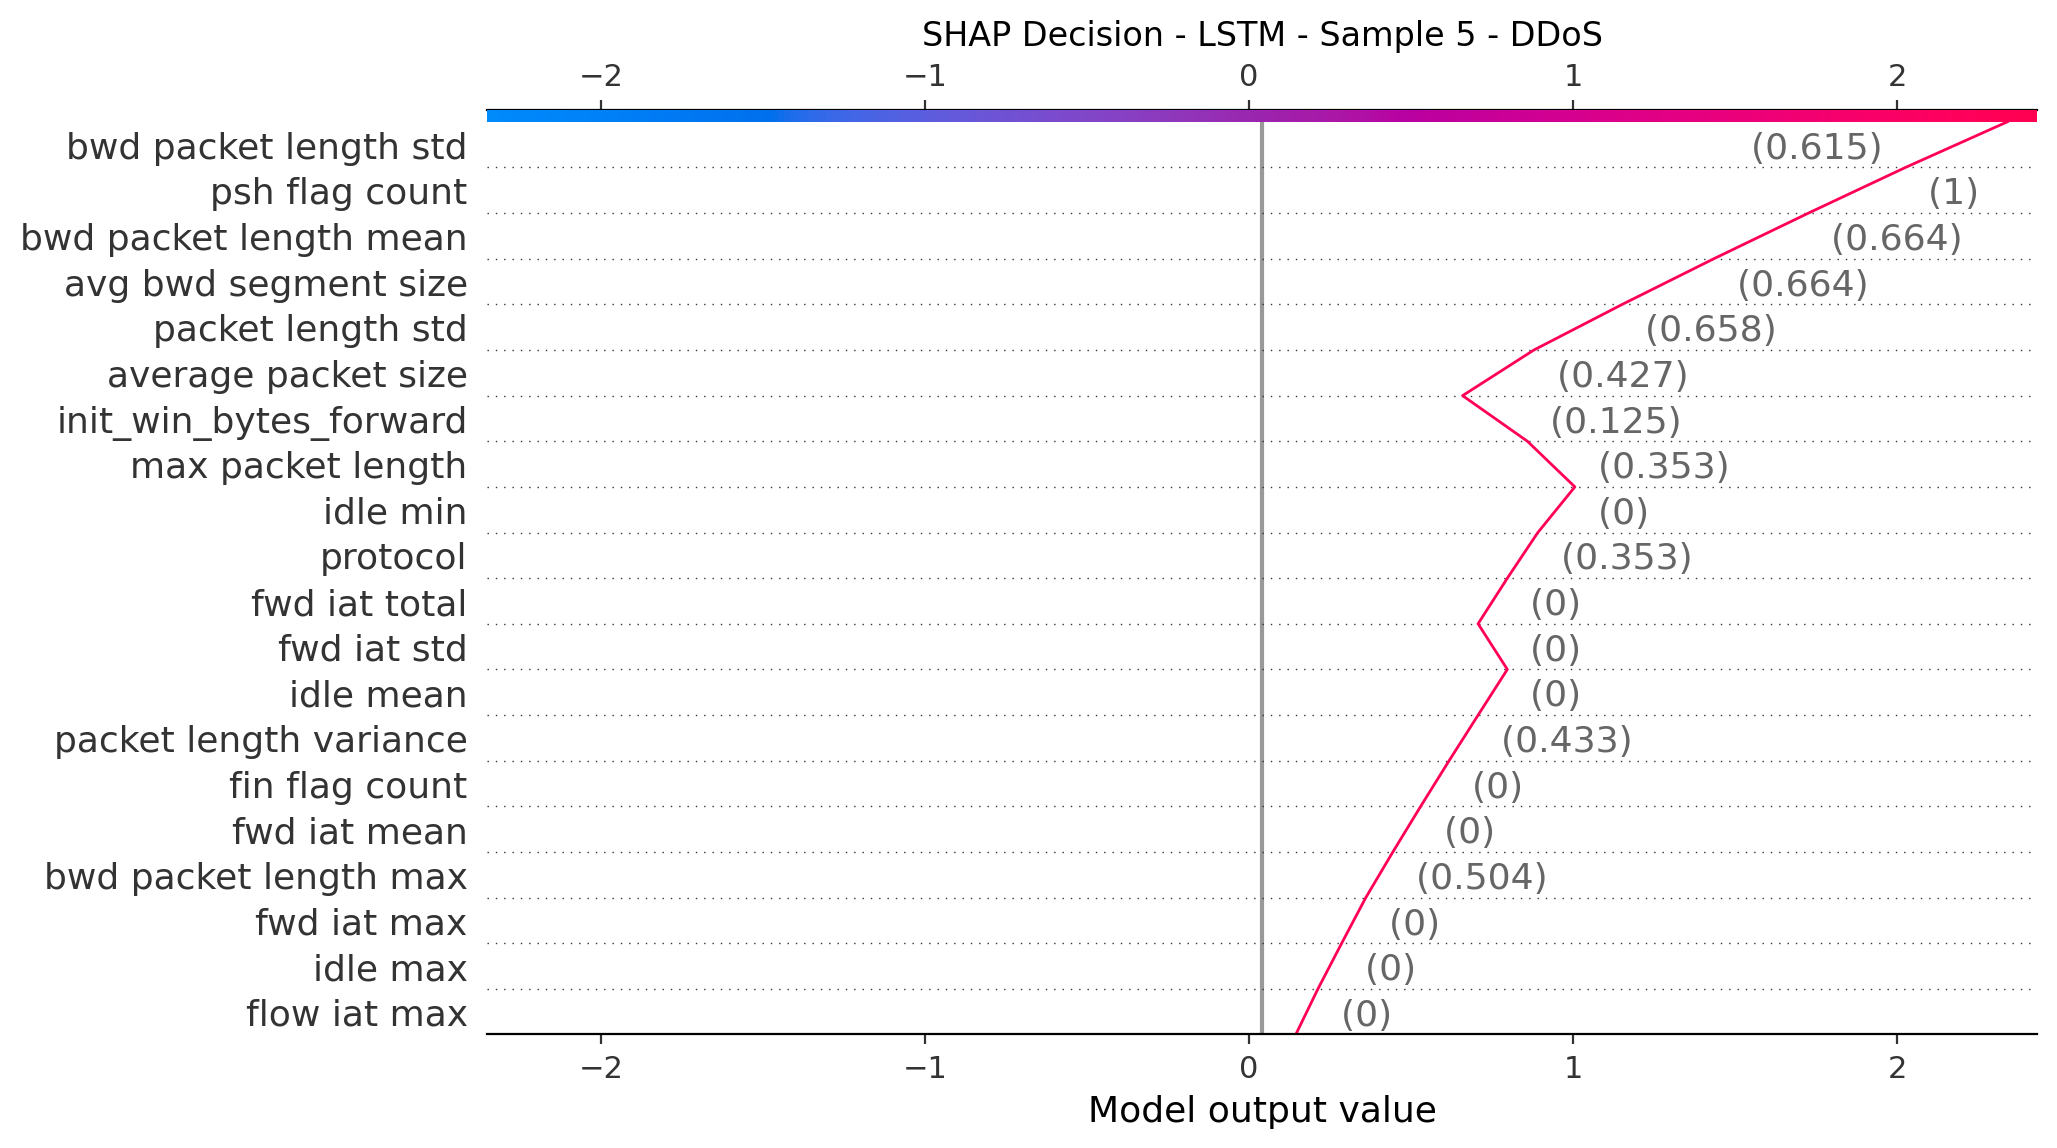 SHAP Decision - LSTM - Sample 5 - DDoS
−2 −1 0 1 2
bwd packet length std (0.615)
psh flag count (1)
bwd packet length mean (0.664)
avg bwd segment size (0.664)
packet length std (0.658)
average packet size (0.427)
init_win_bytes_forward (0.125)
max packet length (0.353)
idle min (0)
protocol (0.353)
fwd iat total (0)
fwd iat std (0)
idle mean (0)
packet length variance (0.433)
fin flag count (0)
fwd iat mean (0)
bwd packet length max (0.504)
fwd iat max (0)
idle max (0)
flow iat max (0)
−2 −1 0 1 2
Model output value